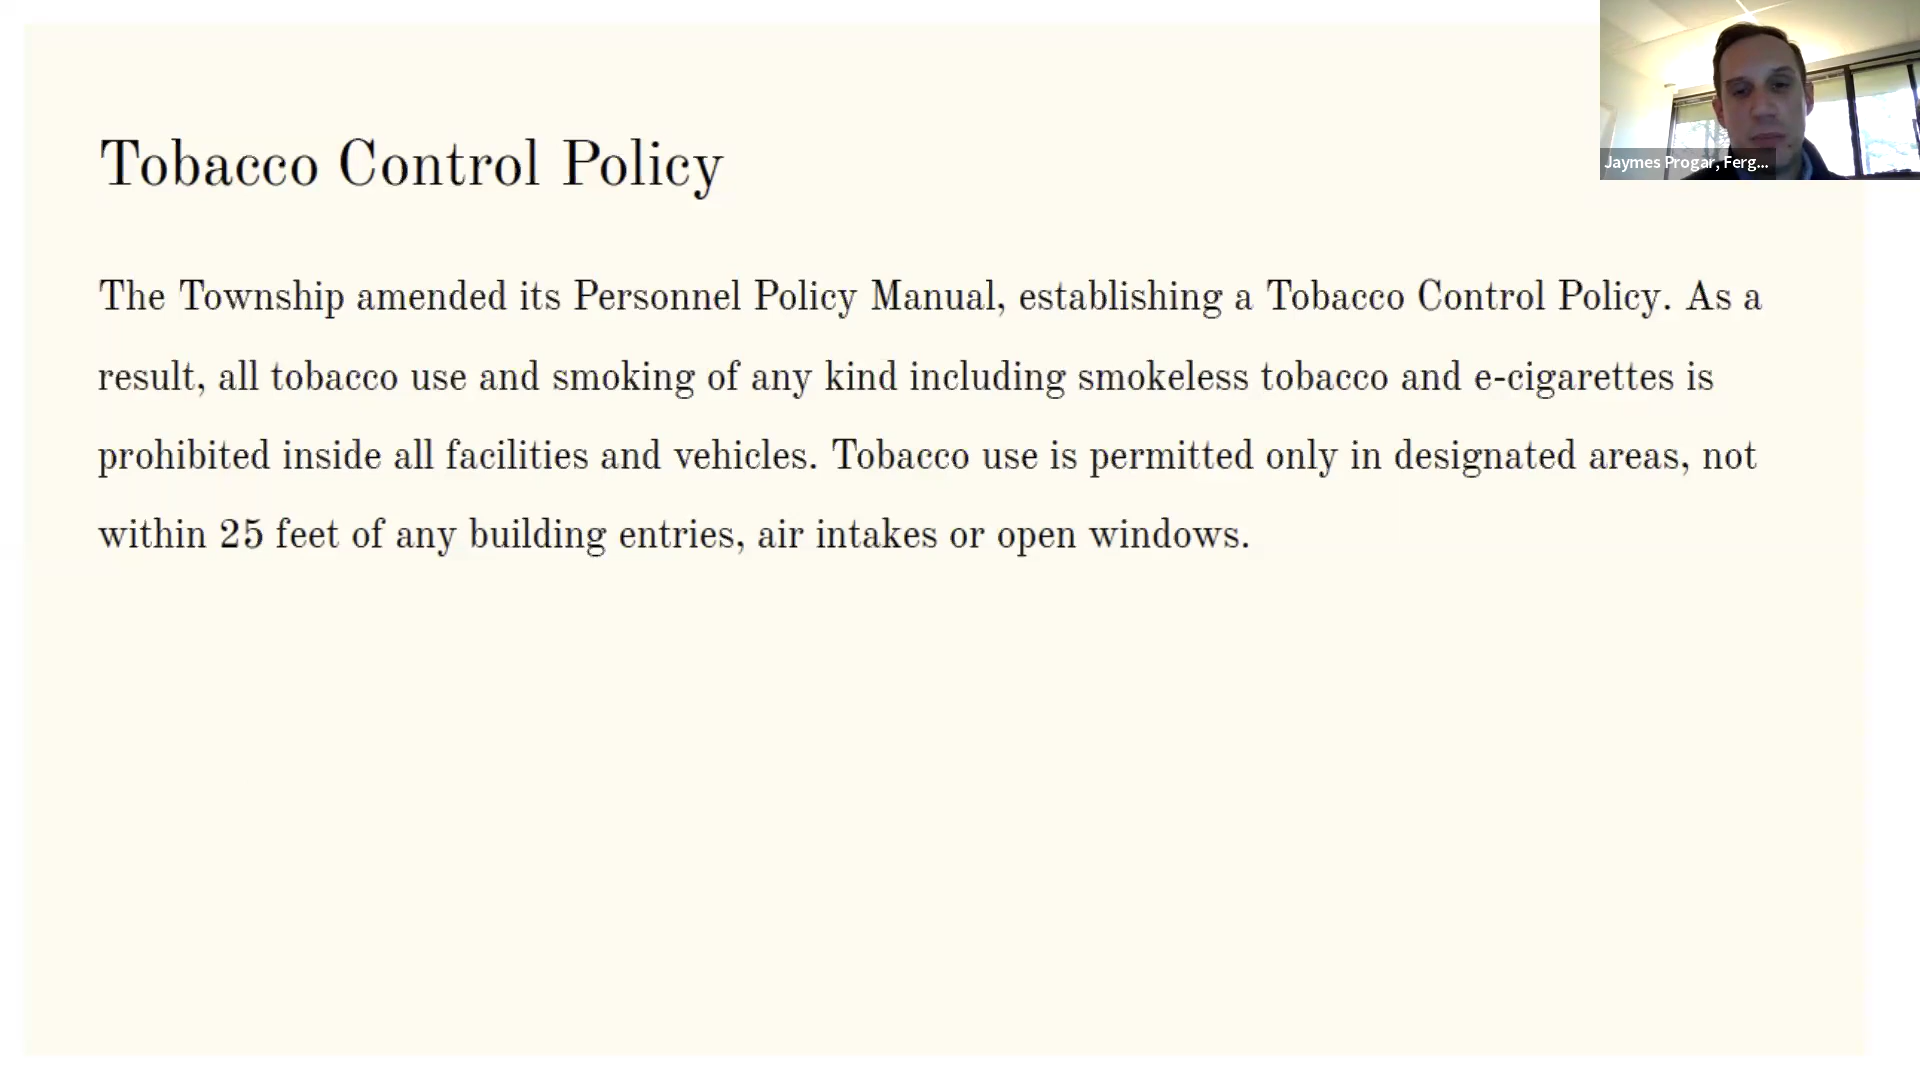 Tobacco Control Policy
The Township amended its Personnel Policy Manual, establishing a Tobacco Control Policy. As a
result, all tobacco use and smoking of any kind including smokeless tobacco and e-cigarettes is
prohibited inside all facilities and vehicles. Tobacco use is permitted only in designated areas, not
within 25 feet of any building entries, air intakes or open windows.
Jaymes Progar, Ferg...